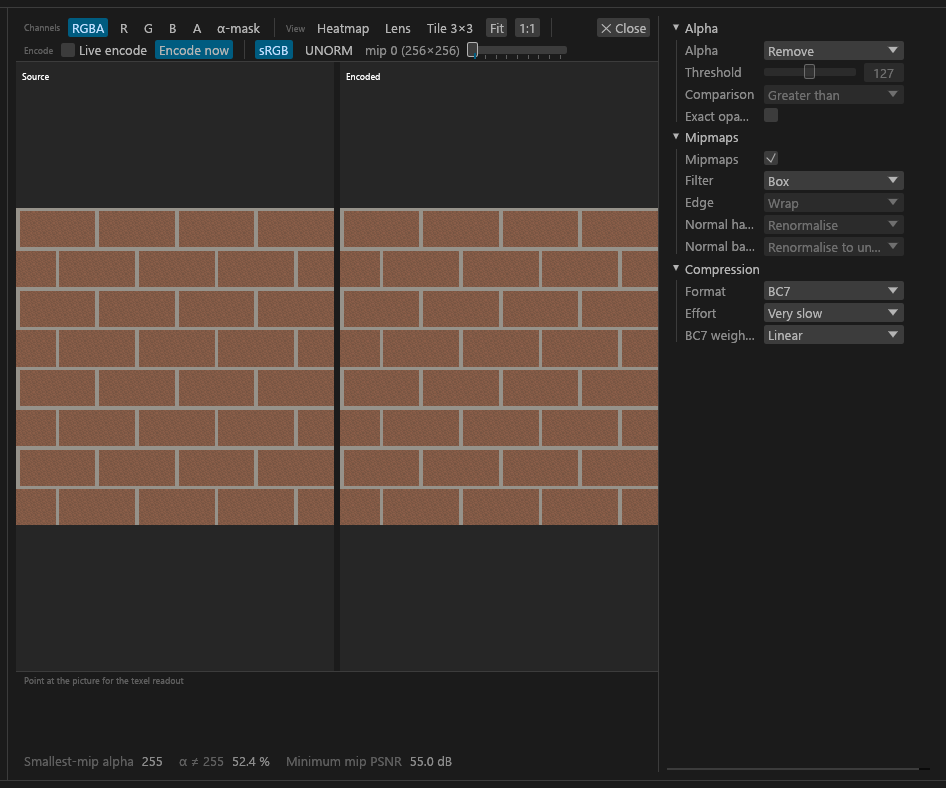 Channels RGBA R G B A α-mask View Heatmap Lens Tile 3×3 Fit 1:1 Close
Encode Live encode Encode now sRGB UNORM mip 0 (256×256)
Source Encoded
Point at the picture for the texel readout
Smallest-mip alpha 255 α ≠ 255 52.4 % Minimum mip PSNR 55.0 dB
Alpha
Alpha Remove
Threshold 127
Comparison Greater than
Exact opa...
Mipmaps
Mipmaps
Filter Box
Edge Wrap
Normal ha... Renormalise
Normal ba... Renormalise to un...
Compression
Format BC7
Effort Very slow
BC7 weigh... Linear